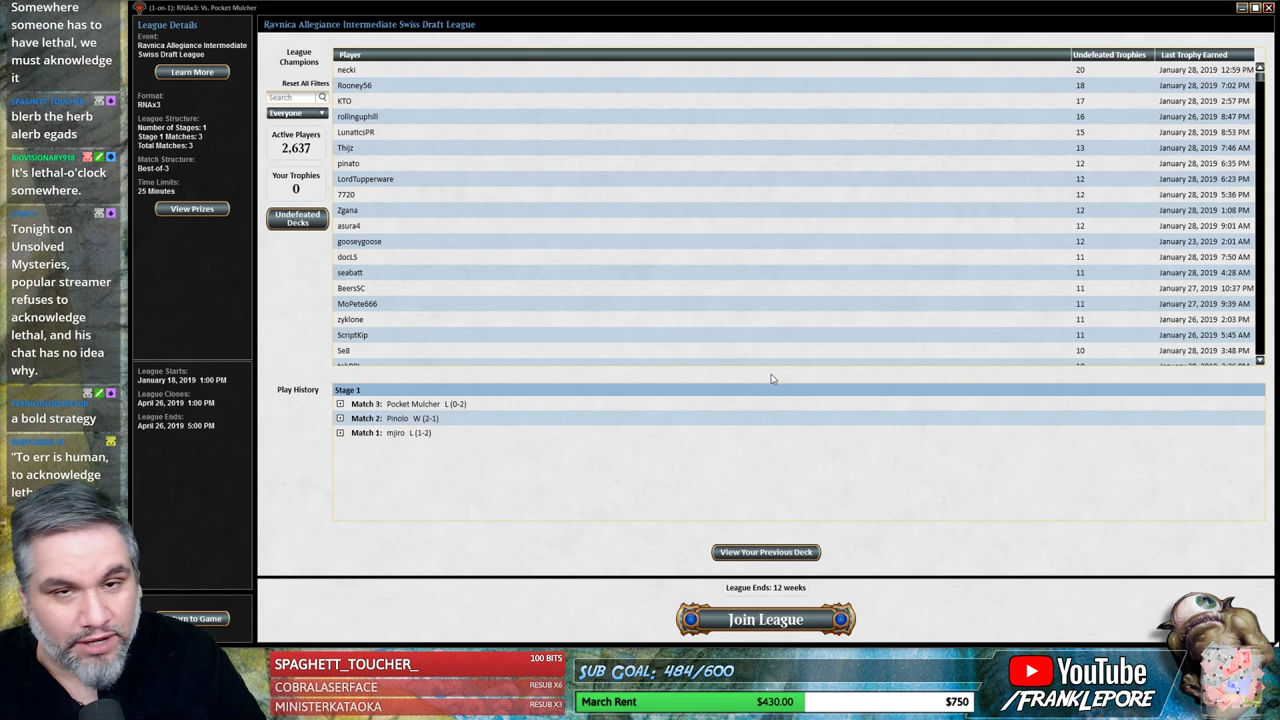 Somewhere
someone has to
have lethal, we
must aknowledge
it
SPAGHETT_TOUCHER_
blerb the herb
alerb egads
BIOVISIONARY918
It's lethal-o'clock
somewhere.
Tonight on
Unsolved
Mysteries,
popular streamer
refuses to
acknowledge
lethal, and his
chat has no idea
why.
a bold strategy
"To err is human,
to acknowledge
(1-on-1): RNAx3: Vs. Pocket Mulcher
League Details
Event:
Ravnica Allegiance Intermediate
Swiss Draft League
Learn More
Format:
RNAx3
League Structure:
Number of Stages: 1
Stage 1 Matches: 3
Total Matches: 3
Match Structure:
Best-of-3
Time Limits:
25 Minutes
View Prizes
League Starts:
January 18, 2019 1:00 PM
League Closes:
April 26, 2019 1:00 PM
League Ends:
April 26, 2019 5:00 PM
to Game
Ravnica Allegiance Intermediate Swiss Draft League
League
Champions
Reset All Filters
Search
Everyone
Active Players
2,637
Your Trophies
0
Undefeated
Decks
Player Undefeated Trophies Last Trophy Earned
necki 20 January 28, 2019 12:59 PM
Rooney56 18 January 28, 2019 7:02 PM
KTO 17 January 28, 2019 2:57 PM
rollinguphill 16 January 26, 2019 8:47 PM
LunaticsPR 15 January 28, 2019 8:53 PM
Thijz 13 January 28, 2019 7:46 AM
pinato 12 January 28, 2019 6:35 PM
LordTupperware 12 January 28, 2019 6:23 PM
7720 12 January 28, 2019 5:36 PM
Zgana 12 January 28, 2019 1:08 PM
asura4 12 January 28, 2019 9:01 AM
gooseygoose 12 January 23, 2019 2:01 AM
docLS 11 January 28, 2019 7:50 AM
seabatt 11 January 28, 2019 4:28 AM
BeersSC 11 January 27, 2019 10:37 PM
MoPete666 11 January 27, 2019 9:39 AM
zyklone 11 January 26, 2019 2:03 PM
ScriptKip 11 January 26, 2019 5:45 AM
Se8 10 January 28, 2019 3:48 PM
Play History
Stage 1
Match 3: Pocket Mulcher L (0-2)
Match 2: Pinolo W (2-1)
Match 1: mjiro L (1-2)
View Your Previous Deck
League Ends: 12 weeks
Join League
SPAGHETT_TOUCHER_ 100 BITS
COBRALASERFACE RESUB X6
MINISTERKATAOKA RESUB X3
SUB GOAL: 484/600
March Rent $430.00 $750
YouTube
/FRANKLEPORE